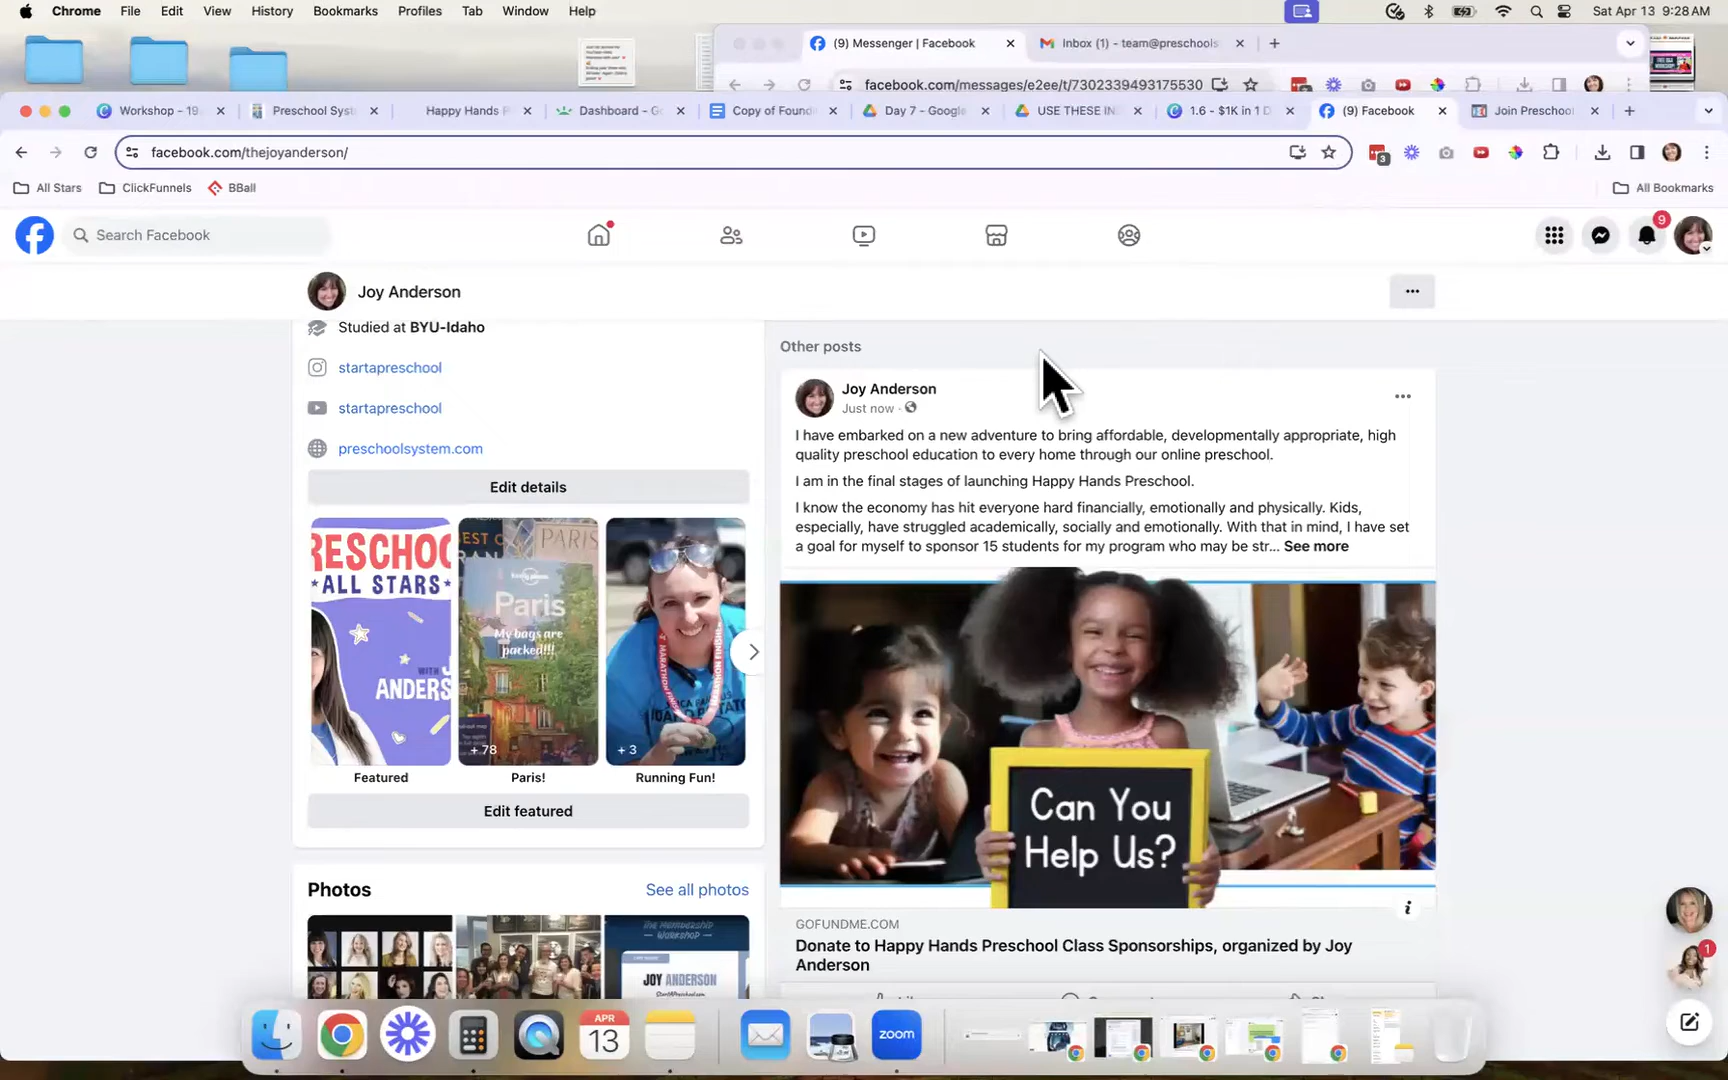 Chrome File Edit View History Bookmarks Profiles Tab Window Help Sat Apr 13 9:28 AM
(9) Messenger | Facebook Inbox (1) - team@preschools
facebook.com/messages/e2ee/t/7302339493175530
Workshop - 19 Preschool Syst Happy Hands P Dashboard - Go Copy of Foundi Day 7 - Google USE THESE IN 1.6 - $1K in 1 D (9) Facebook Join Preschool
facebook.com/thejoyanderson/
3
All Stars ClickFunnels BBall All Bookmarks
Search Facebook
9
Joy Anderson
Studied at BYU-Idaho
startapreschool
startapreschool
preschoolsystem.com
Edit details
PRESCHOO
★ALL STARS★
WITH J
ANDERS
PARIS
Paris
My bags are
packed!!!
+ 78
+ 3
Featured Paris! Running Fun!
Edit featured
Photos See all photos
THE MEMBERSHIP
WORKSHOP
JOY ANDERSON
Other posts
Joy Anderson
Just now ·
I have embarked on a new adventure to bring affordable, developmentally appropriate, high
quality preschool education to every home through our online preschool.
I am in the final stages of launching Happy Hands Preschool.
I know the economy has hit everyone hard financially, emotionally and physically. Kids,
especially, have struggled academically, socially and emotionally. With that in mind, I have set
a goal for myself to sponsor 15 students for my program who may be str... See more
Can You
Help Us?
GOFUNDME.COM
Donate to Happy Hands Preschool Class Sponsorships, organized by Joy
Anderson
1
APR
13
zoom